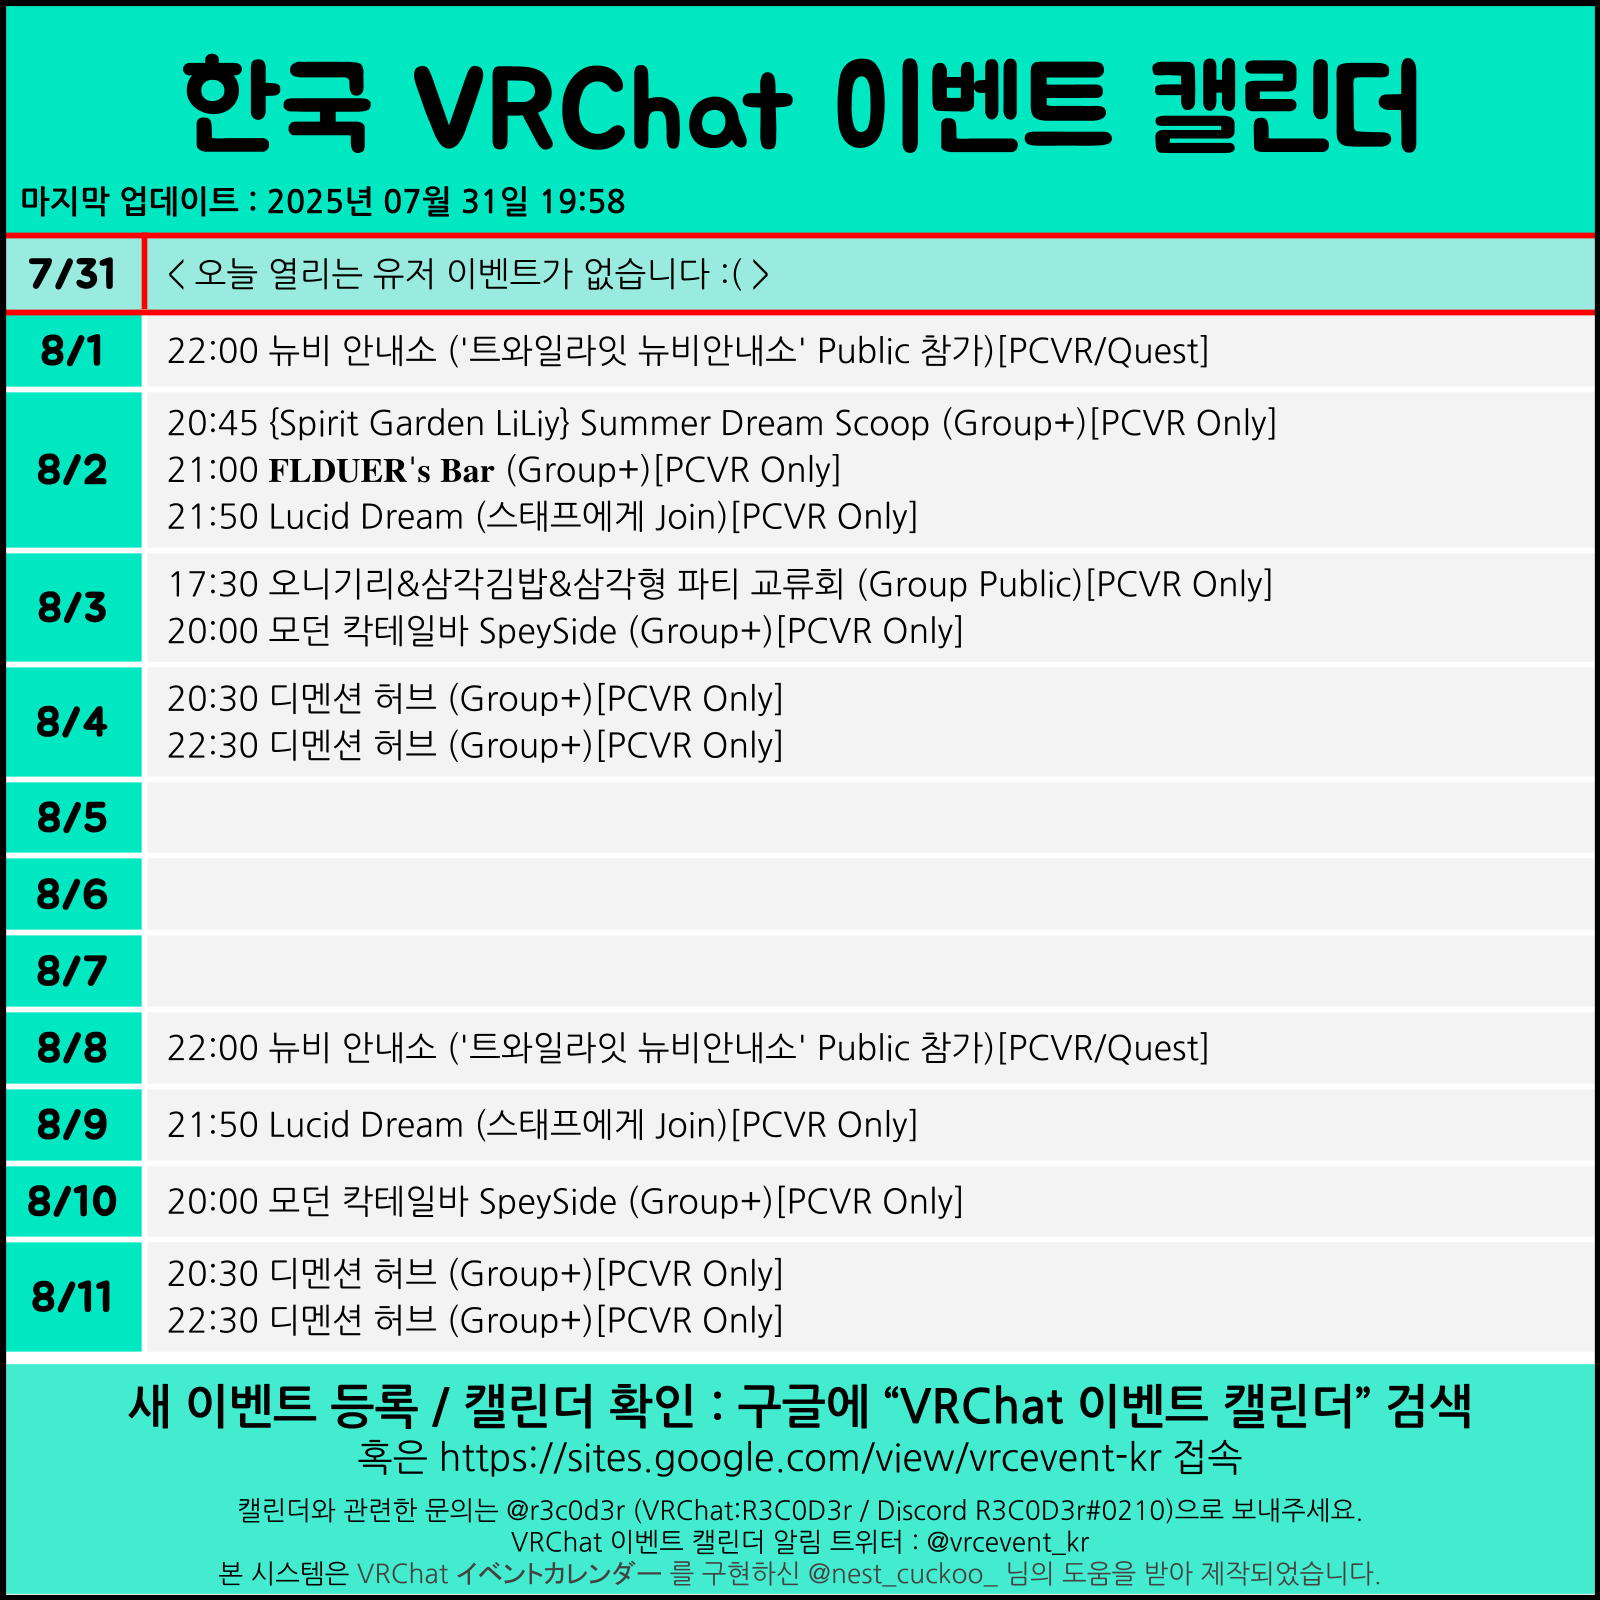 한국 VRChat 이벤트 캘린더
마지막 업데이트 : 2025년 07월 31일 19:58
7/31
< 오늘 열리는 유저 이벤트가 없습니다 :( >
8/1
22:00 뉴비 안내소 ('트와일라잇 뉴비안내소' Public 참가)[PCVR/Quest]
8/2
20:45 {Spirit Garden LiLiy} Summer Dream Scoop (Group+)[PCVR Only]
21:00 FLDUER's Bar (Group+)[PCVR Only]
21:50 Lucid Dream (스태프에게 Join)[PCVR Only]
8/3
17:30 오니기리&삼각김밥&삼각형 파티 교류회 (Group Public)[PCVR Only]
20:00 모던 칵테일바 SpeySide (Group+)[PCVR Only]
8/4
20:30 디멘션 허브 (Group+)[PCVR Only]
22:30 디멘션 허브 (Group+)[PCVR Only]
8/5
8/6
8/7
8/8
22:00 뉴비 안내소 ('트와일라잇 뉴비안내소' Public 참가)[PCVR/Quest]
8/9
21:50 Lucid Dream (스태프에게 Join)[PCVR Only]
8/10
20:00 모던 칵테일바 SpeySide (Group+)[PCVR Only]
8/11
20:30 디멘션 허브 (Group+)[PCVR Only]
22:30 디멘션 허브 (Group+)[PCVR Only]
새 이벤트 등록 / 캘린더 확인 : 구글에 “VRChat 이벤트 캘린더” 검색
혹은 https://sites.google.com/view/vrcevent-kr 접속
캘린더와 관련한 문의는 @r3c0d3r (VRChat:R3C0D3r / Discord R3C0D3r#0210)으로 보내주세요.
VRChat 이벤트 캘린더 알림 트위터 : @vrcevent_kr
본 시스템은 VRChat イベントカレンダー 를 구현하신 @nest_cuckoo_ 님의 도움을 받아 제작되었습니다.